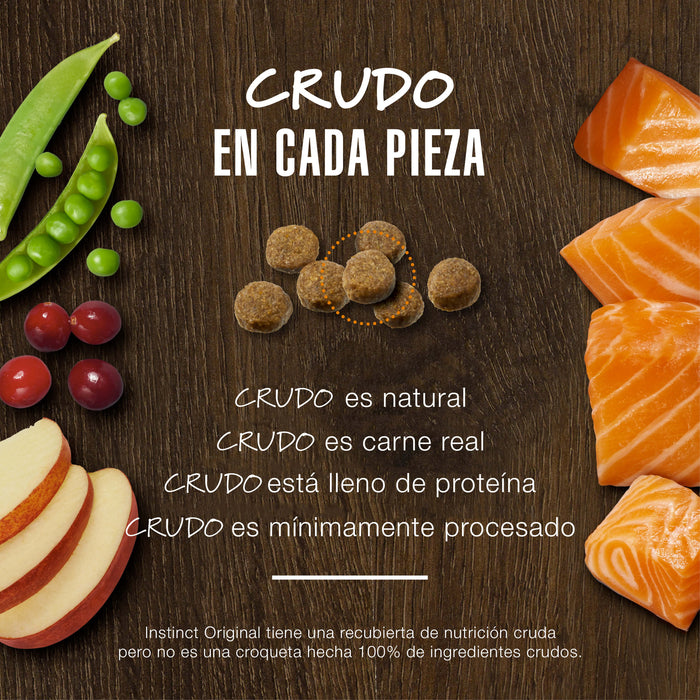 CRUDO
EN CADA PIEZA
CRUDO es natural
CRUDO es carne real
CRUDO está lleno de proteína
CRUDO es mínimamente procesado
Instinct Original tiene una recubierta de nutrición cruda
pero no es una croqueta hecha 100% de ingredientes crudos.